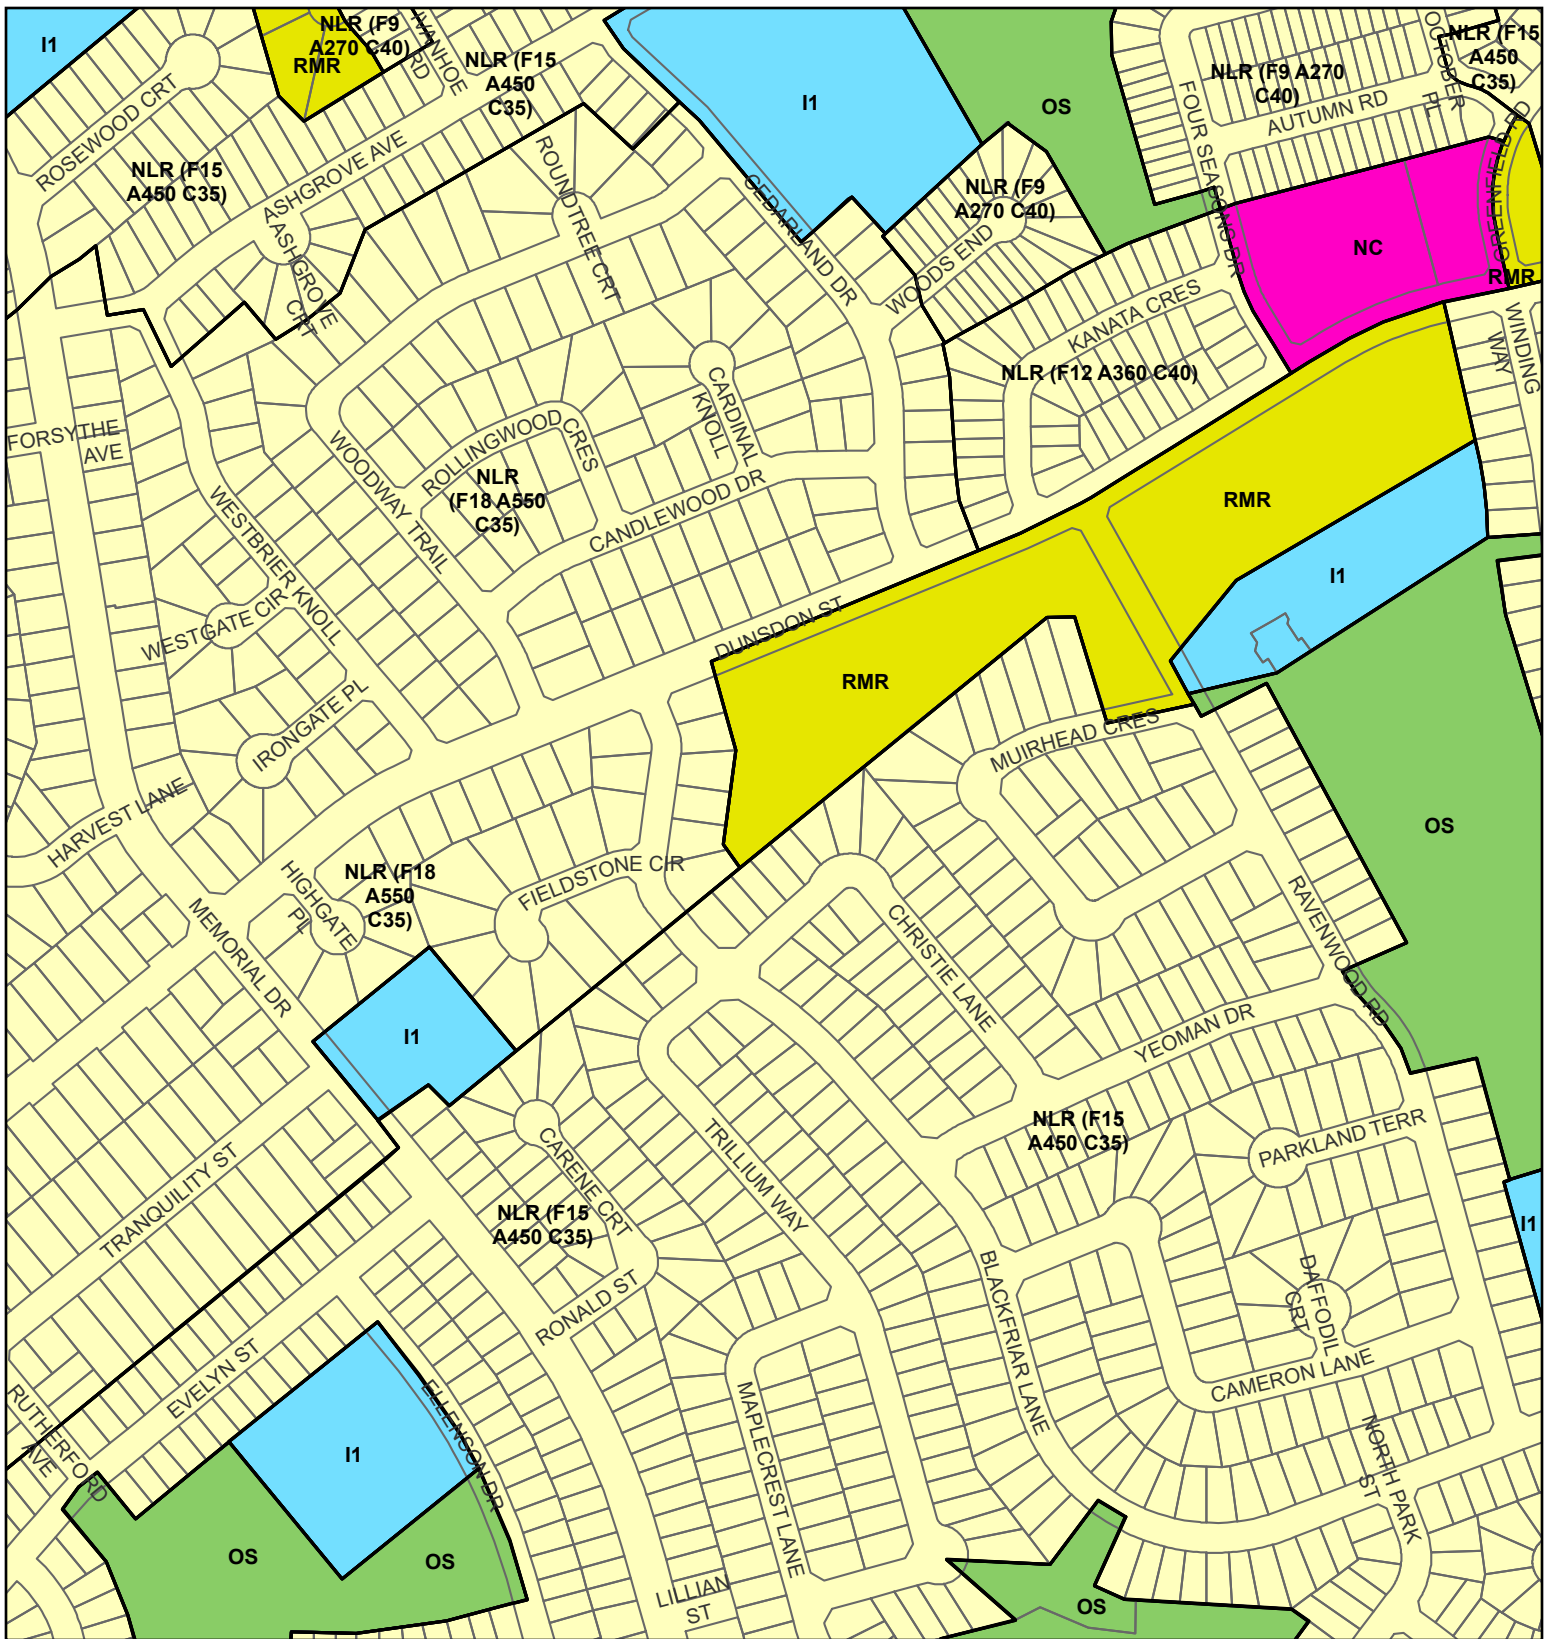 I1
NLR (F9
A270 C40)
RMR
IVANHOE
RD
NLR (F15
A450
C35)
I1
OS
NLR (F9 A270
C40)
OCTOBER
PL
NLR (F15
A450
C35)
ROSEWOOD CRT
AUTUMN RD
FOUR SEASONS DR
GREENFIELD RD
NLR (F15
A450 C35)
ASHGROVE AVE
ASHGROVE
CRT
ROUNDTREE CRT
CEDARLAND DR
NLR (F9
A270 C40)
WOODS END
NC
RMR
KANATA CRES
NLR (F12 A360 C40)
WINDING
WAY
FORSYTHE
AVE
WOODWAY TRAIL
ROLLINGWOOD CRES
CARDINAL
KNOLL
NLR
(F18 A550
C35)
CANDLEWOOD DR
RMR
WESTBRIER KNOLL
I1
WESTGATE CIR
DUNSDON ST
RMR
IRONGATE PL
MUIRHEAD CRES
HARVEST LANE
OS
HIGHGATE
PL
NLR (F18
A550
C35)
FIELDSTONE CIR
MEMORIAL DR
CHRISTIE LANE
RAVENWOOD RD
I1
YEOMAN DR
NLR (F15
A450 C35)
PARKLAND TERR
TRANQUILITY ST
CARENE CRT
TRILLIUM WAY
NLR (F15
A450 C35)
I1
RONALD ST
BLACKFRIAR LANE
DAFFODIL
CRT
EVELYN ST
CAMERON LANE
RUTHERFORD
AVE
ELLENSON DR
MAPLECREST LANE
NORTH PARK
ST
I1
OS
OS
LILLIAN
ST
OS